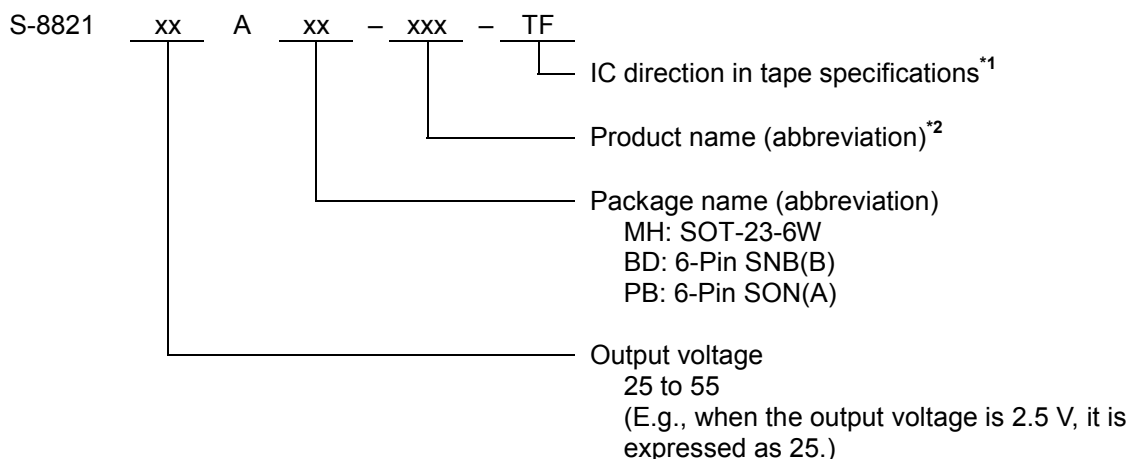 S-8821 xx A xx – xxx – TF
IC direction in tape specifications*1
Product name (abbreviation)*2
Package name (abbreviation)
MH: SOT-23-6W
BD: 6-Pin SNB(B)
PB: 6-Pin SON(A)
Output voltage
25 to 55
(E.g., when the output voltage is 2.5 V, it is
expressed as 25.)